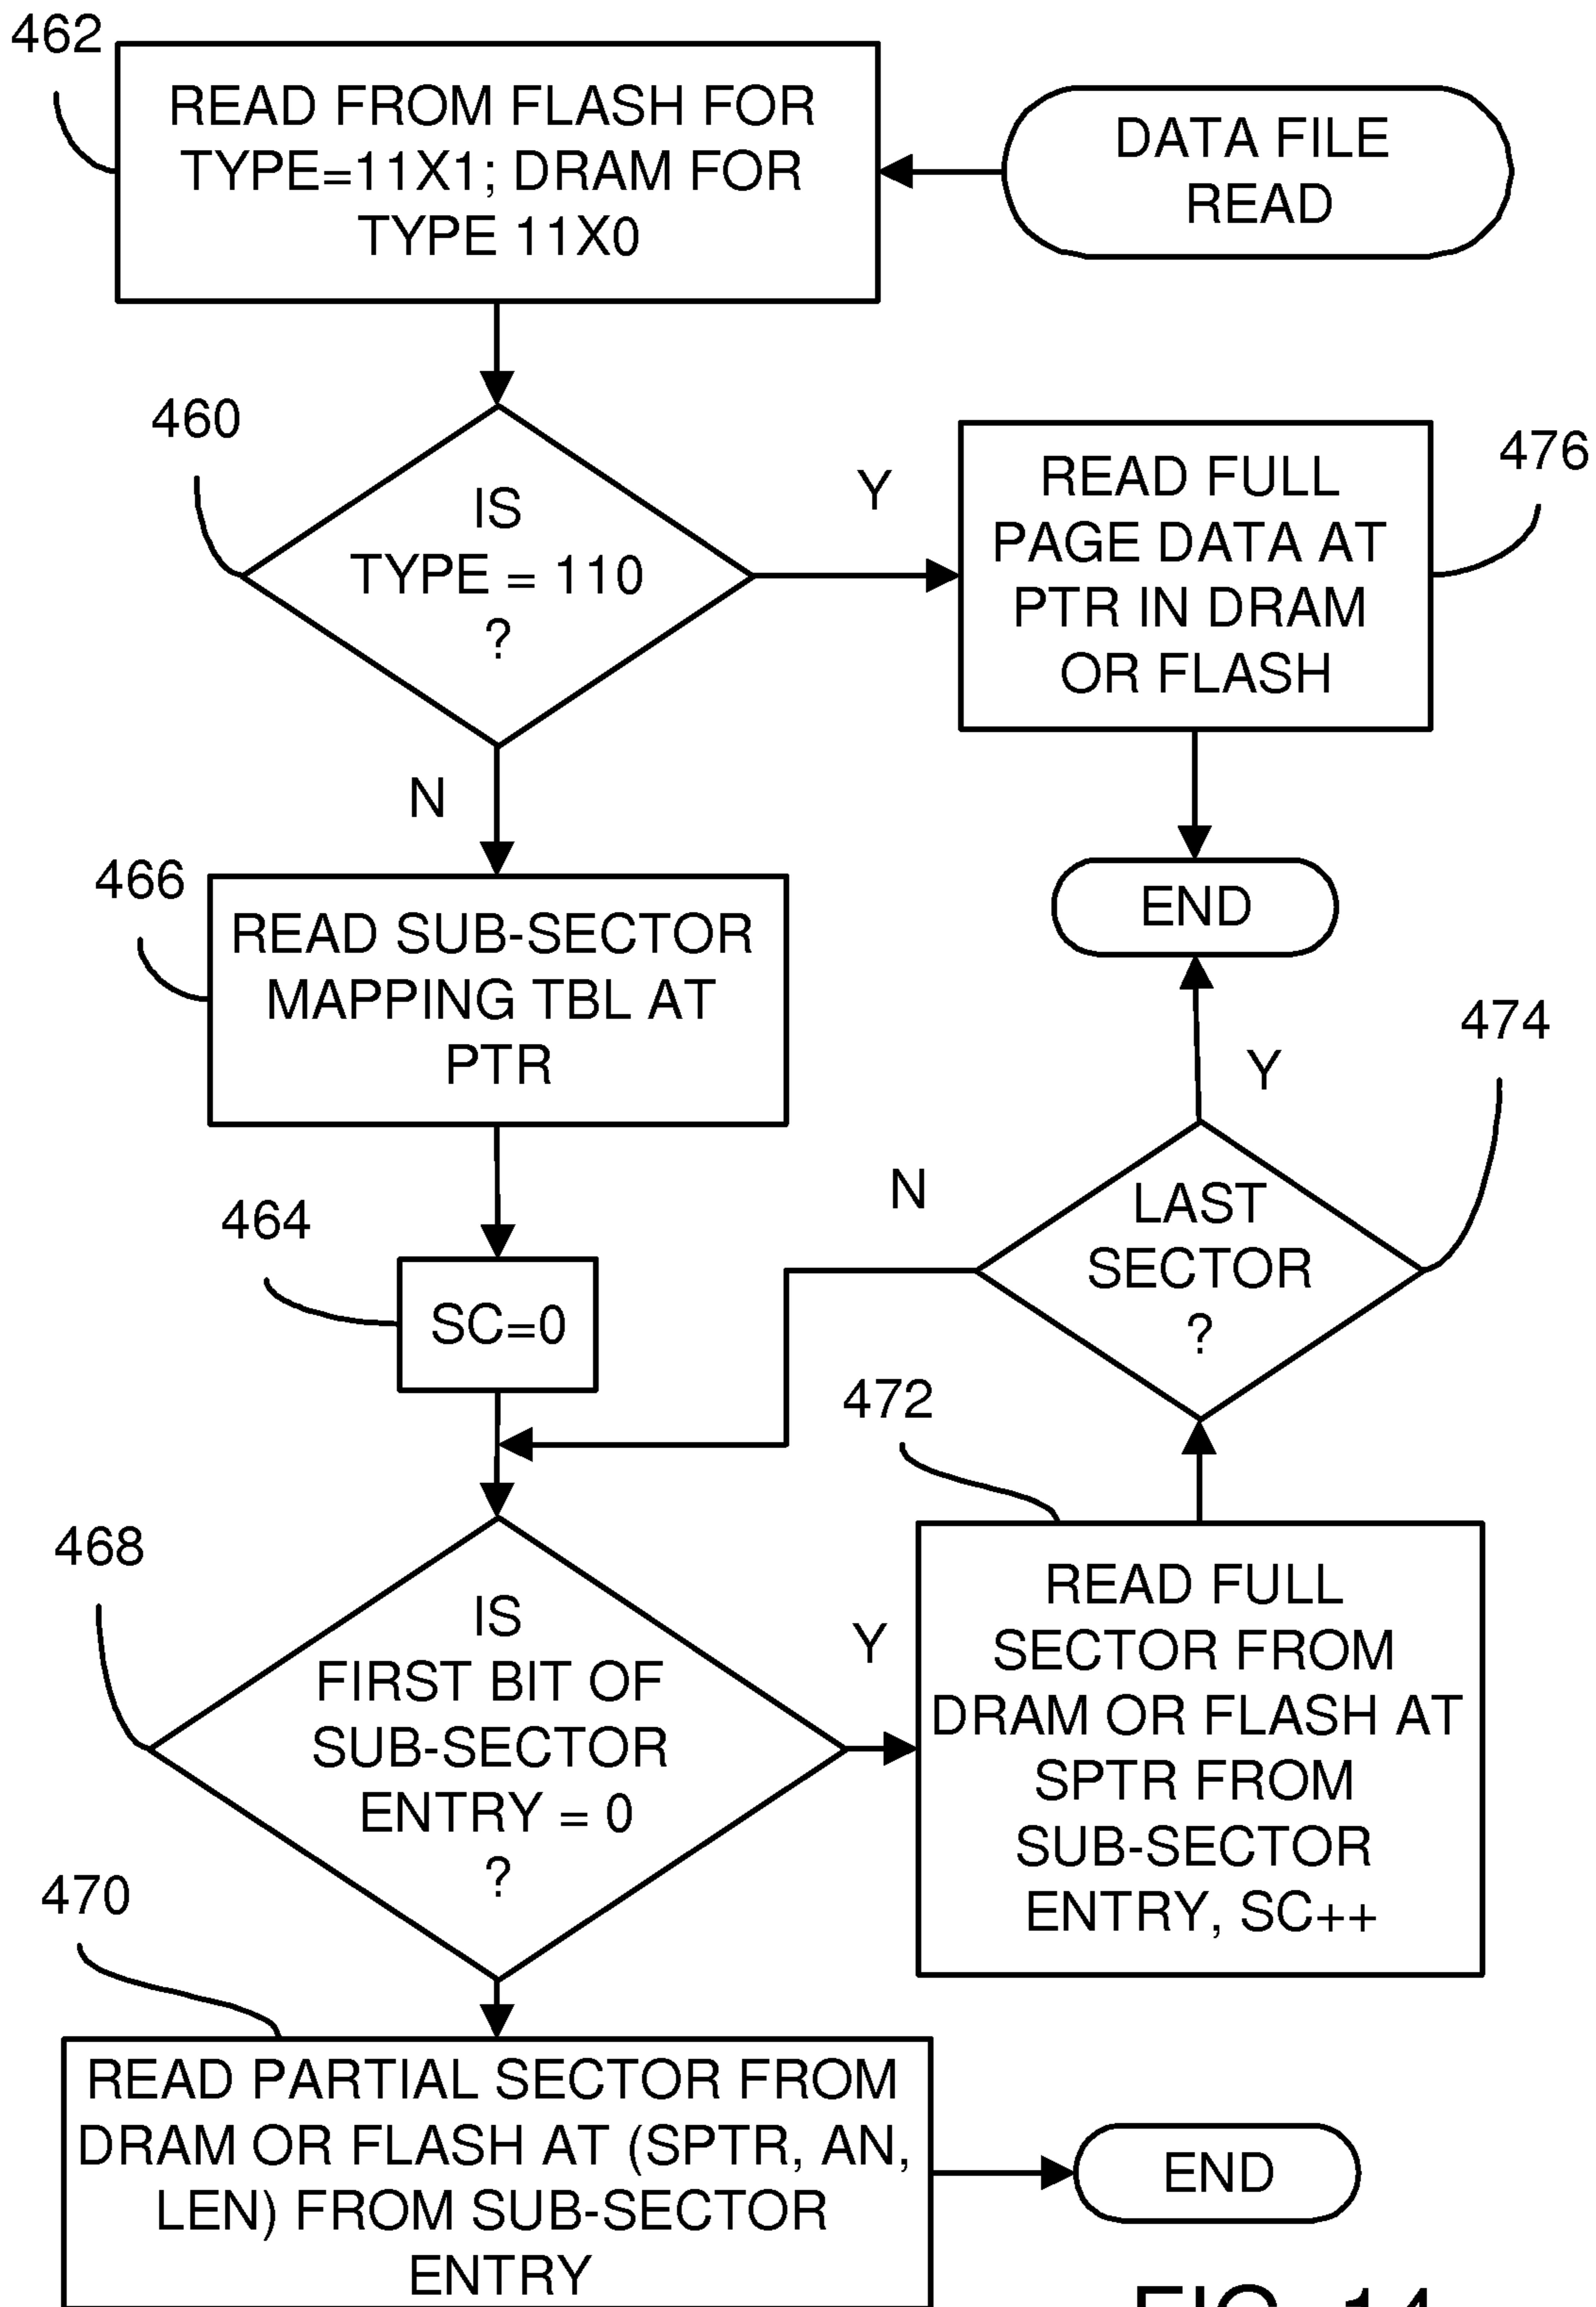 462
READ FROM FLASH FOR
TYPE=11X1; DRAM FOR
TYPE 11X0
DATA FILE
READ
460
IS
TYPE = 110
?
Y
N
READ FULL
PAGE DATA AT
PTR IN DRAM
OR FLASH
476
END
466
READ SUB-SECTOR
MAPPING TBL AT
PTR
474
Y
N
LAST
SECTOR
?
464
SC=0
472
468
IS
FIRST BIT OF
SUB-SECTOR
ENTRY = 0
?
Y
READ FULL
SECTOR FROM
DRAM OR FLASH AT
SPTR FROM
SUB-SECTOR
ENTRY, SC++
470
READ PARTIAL SECTOR FROM
DRAM OR FLASH AT (SPTR, AN,
LEN) FROM SUB-SECTOR
ENTRY
END
FIG. 14